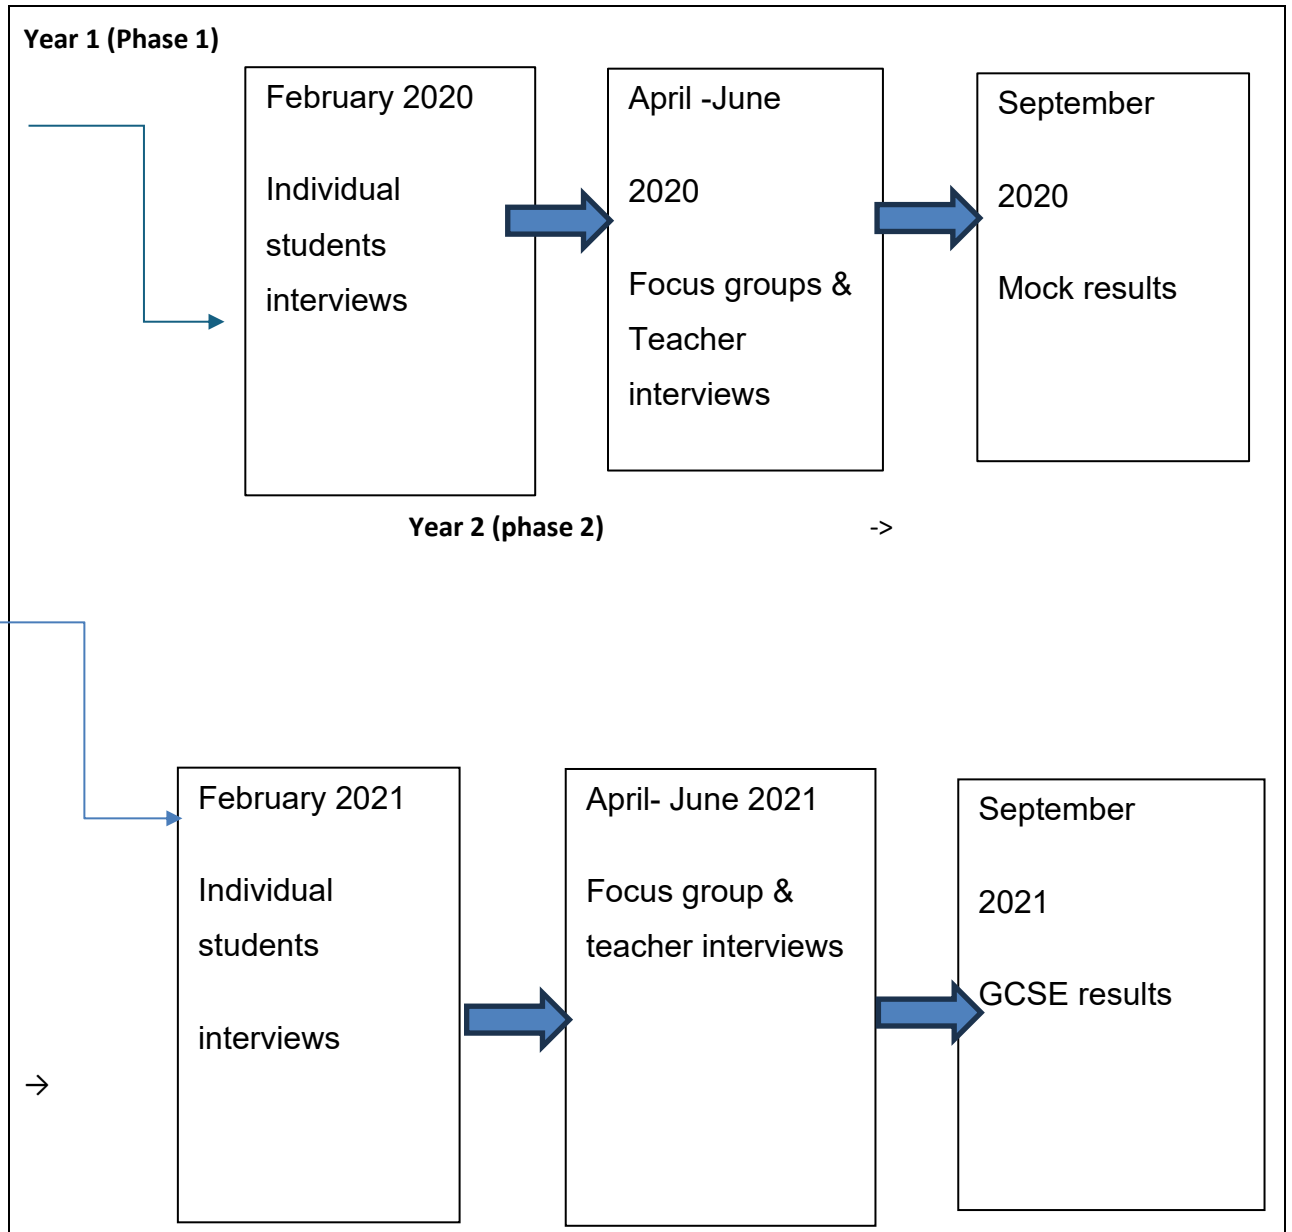 Year 1 (Phase 1)
February 2020
Individual
students
interviews
April -June
2020
Focus groups &
Teacher
interviews
September
2020
Mock results
Year 2 (phase 2)
->
February 2021
Individual
students
interviews
April- June 2021
Focus group &
teacher interviews
September
2021
GCSE results
→